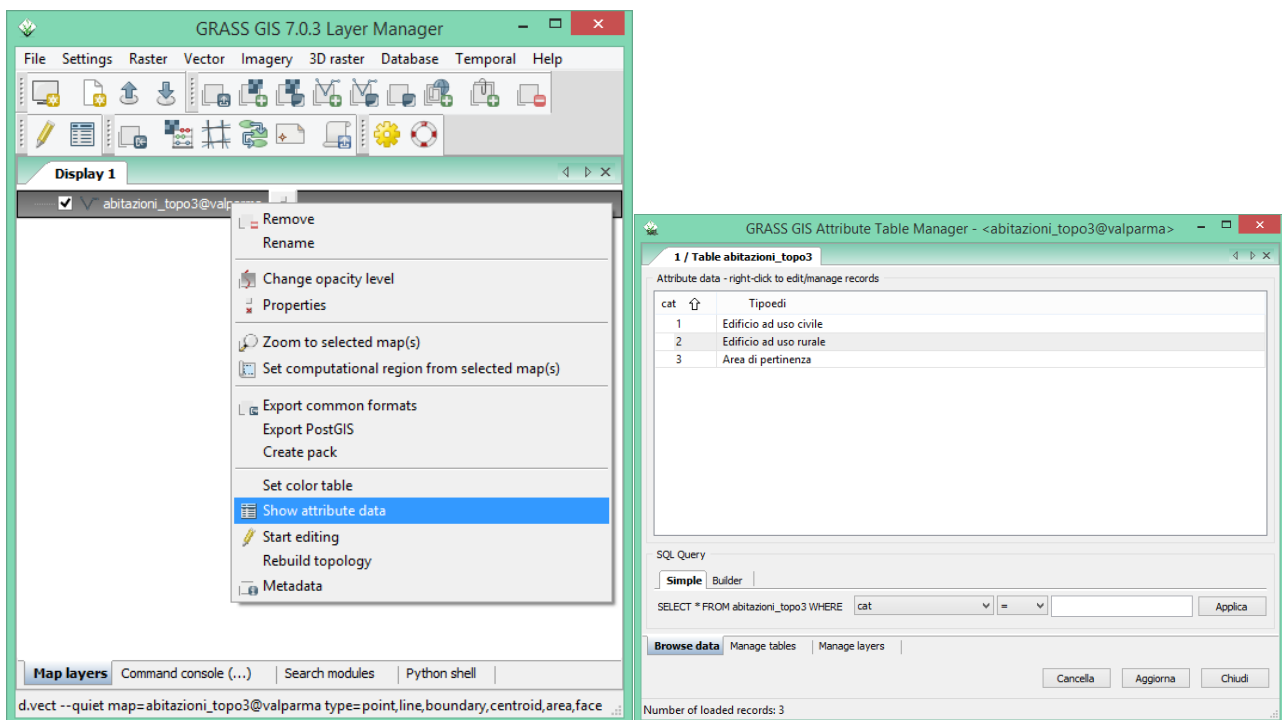 GRASS GIS 7.0.3 Layer Manager
File Settings Raster Vector Imagery 3D raster Database Temporal Help
Display 1
abitazioni_topo3@valparma
Remove
Rename
Change opacity level
Properties
Zoom to selected map(s)
Set computational region from selected map(s)
Export common formats
Export PostGIS
Create pack
Set color table
Show attribute data
Start editing
Rebuild topology
Metadata
Map layers Command console (...) Search modules Python shell
d.vect --quiet map=abitazioni_topo3@valparma type=point,line,boundary,centroid,area,face
GRASS GIS Attribute Table Manager - <abitazioni_topo3@valparma>
1 / Table abitazioni_topo3
Attribute data - right-click to edit/manage records
cat Tipoedi
1 Edificio ad uso civile
2 Edificio ad uso rurale
3 Area di pertinenza
SQL Query
Simple Builder
SELECT * FROM abitazioni_topo3 WHERE cat = Applica
Browse data Manage tables Manage layers
Cancella Aggiorna Chiudi
Number of loaded records: 3